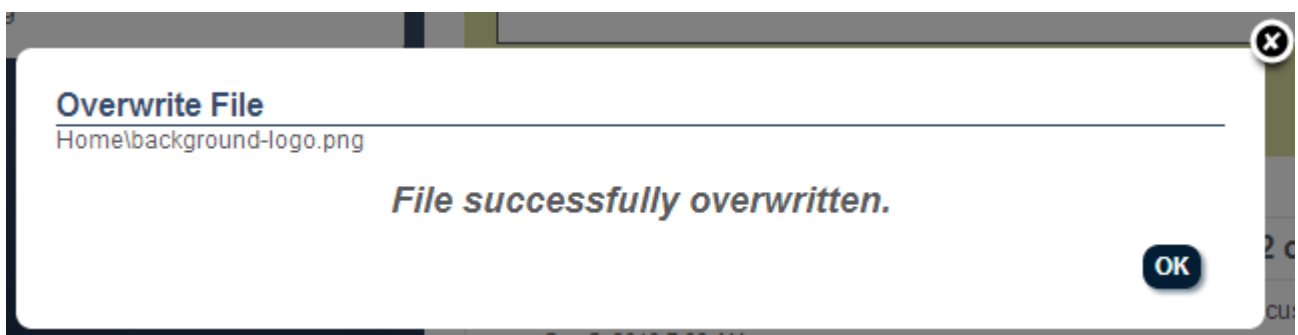 Overwrite File
Home\background-logo.png
File successfully overwritten.
OK